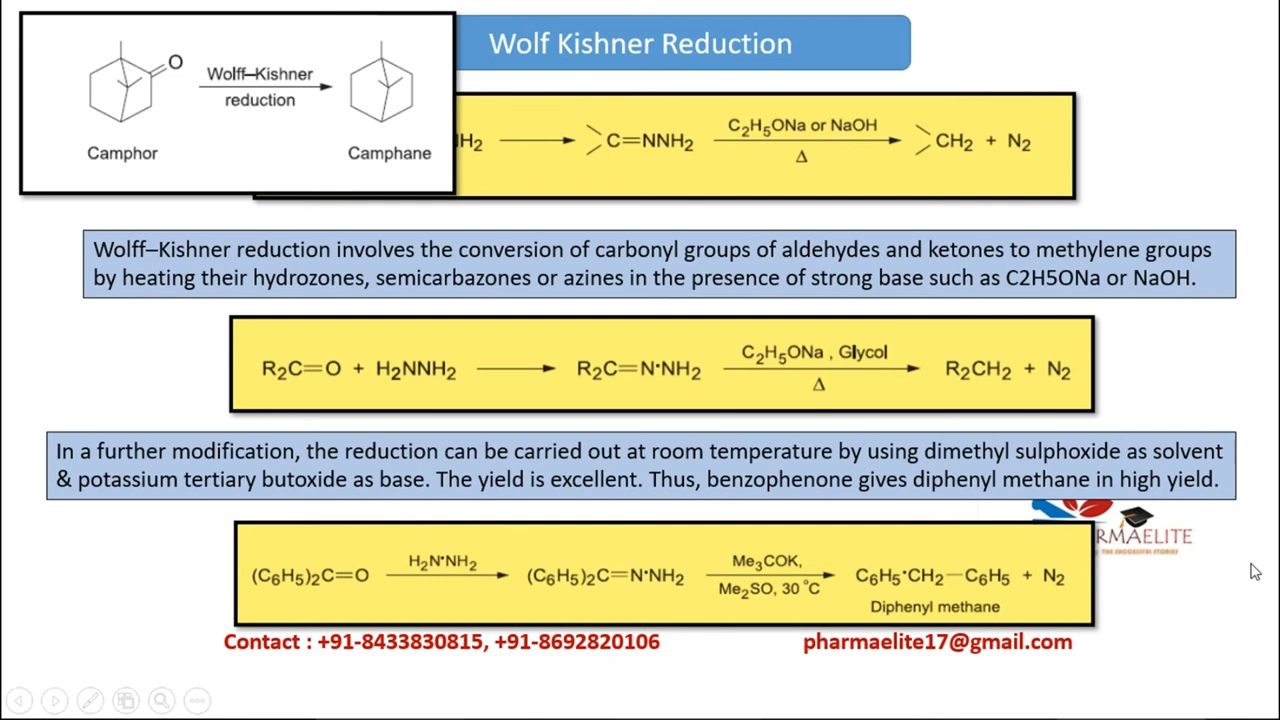 Wolf Kishner Reduction
O
Wolff–Kishner
reduction
Camphor
Camphane
H2
C=NNH2
C2H5ONa or NaOH
Δ
CH2 + N2
Wolff–Kishner reduction involves the conversion of carbonyl groups of aldehydes and ketones to methylene groups
by heating their hydrozones, semicarbazones or azines in the presence of strong base such as C2H5ONa or NaOH.
R2C=O + H2NNH2
R2C=N·NH2
C2H5ONa , Glycol
Δ
R2CH2 + N2
In a further modification, the reduction can be carried out at room temperature by using dimethyl sulphoxide as solvent
& potassium tertiary butoxide as base. The yield is excellent. Thus, benzophenone gives diphenyl methane in high yield.
RMAELITE
THE SUCCESSFUL STORIES
(C6H5)2C=O
H2N·NH2
(C6H5)2C=N·NH2
Me3COK,
Me2SO, 30 °C
C6H5·CH2—C6H5 + N2
Diphenyl methane
Contact : +91-8433830815, +91-8692820106
pharmaelite17@gmail.com